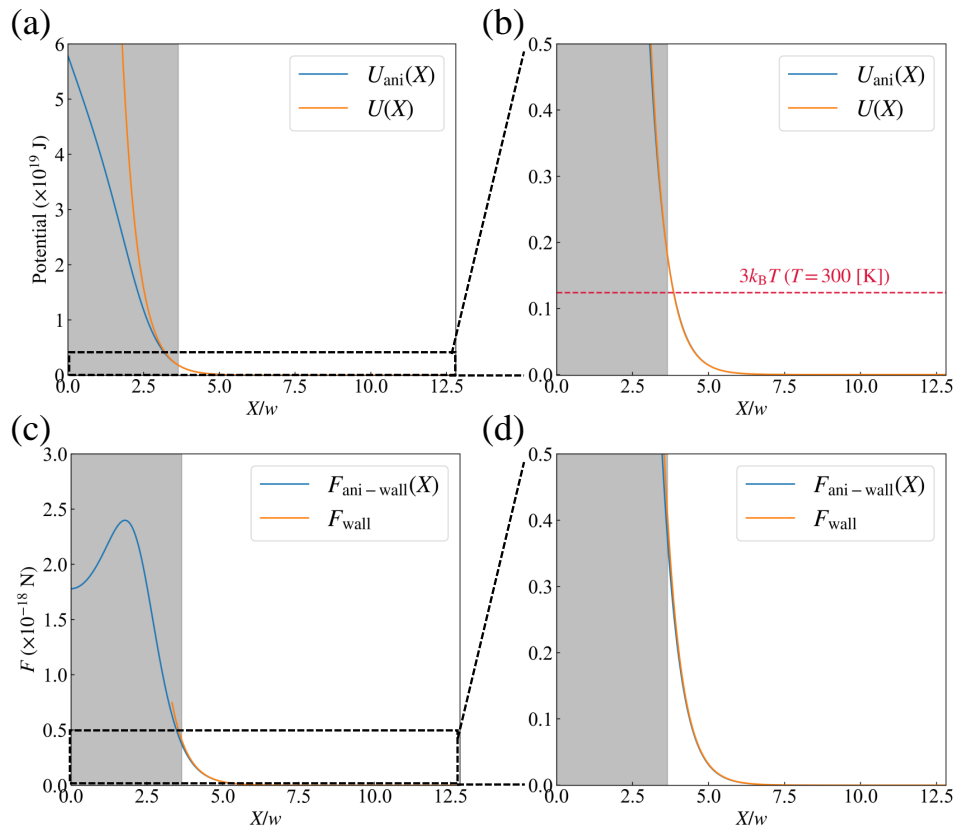 (a)
6
5
4
3
2
1
0
Potential (×10¹⁹ J)
U_ani(X)
U(X)
0.0 2.5 5.0 7.5 10.0 12.5
X/w
(b)
0.5
0.4
0.3
0.2
0.1
0.0
U_ani(X)
U(X)
3k_BT (T = 300 [K])
0.0 2.5 5.0 7.5 10.0 12.5
X/w
(c)
3.0
2.5
2.0
1.5
1.0
0.5
0.0
F (×10⁻¹⁸ N)
F_ani−wall(X)
F_wall
0.0 2.5 5.0 7.5 10.0 12.5
X/w
(d)
0.5
0.4
0.3
0.2
0.1
0.0
F_ani−wall(X)
F_wall
0.0 2.5 5.0 7.5 10.0 12.5
X/w